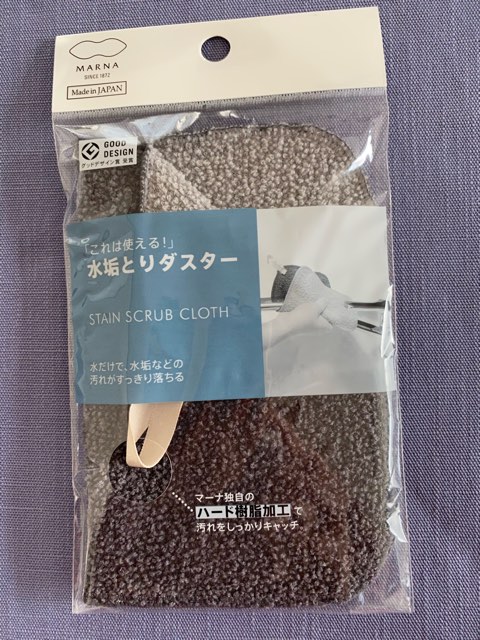 MARNA
SINCE 1872
Made in JAPAN
GOOD DESIGN
グッドデザイン賞 受賞
「これは使える!」
水垢とりダスター
STAIN SCRUB CLOTH
水だけで、水垢などの
汚れがすっきり落ちる
マーナ独自の
ハード樹脂加工で
汚れをしっかりキャッチ